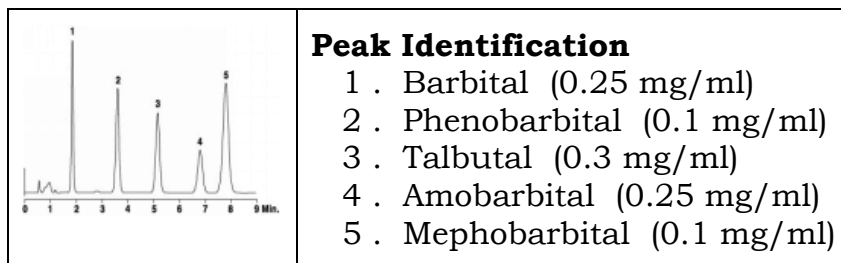 1
2
3
4
5
0 1 2 3 4 5 6 7 8 9 Min.
Peak Identification
1 . Barbital (0.25 mg/ml)
2 . Phenobarbital (0.1 mg/ml)
3 . Talbutal (0.3 mg/ml)
4 . Amobarbital (0.25 mg/ml)
5 . Mephobarbital (0.1 mg/ml)